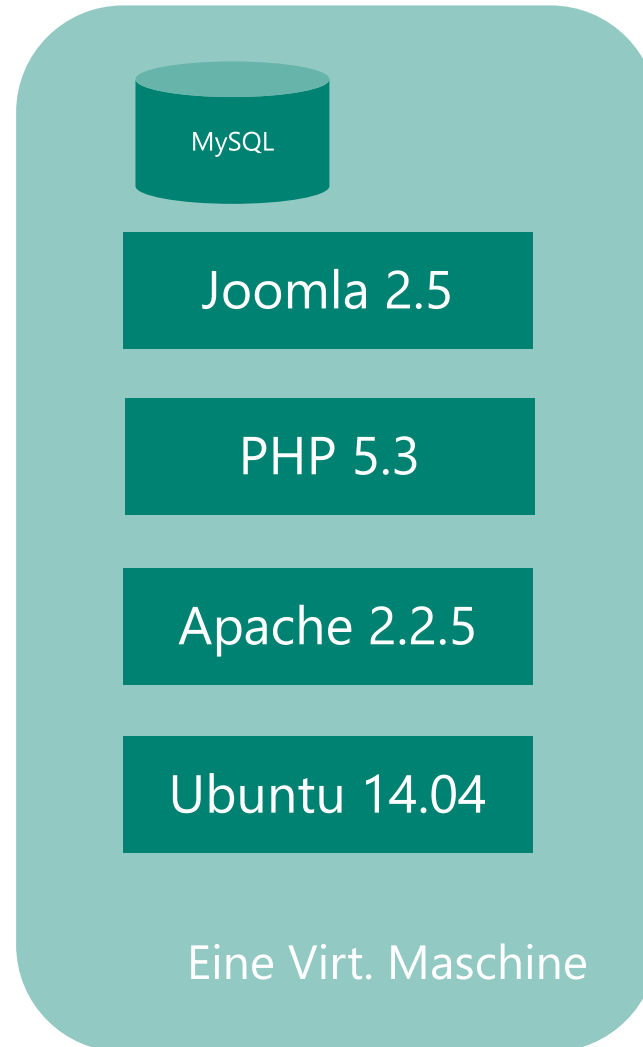 MySQL
Joomla 2.5
PHP 5.3
Apache 2.2.5
Ubuntu 14.04
Eine Virt. Maschine